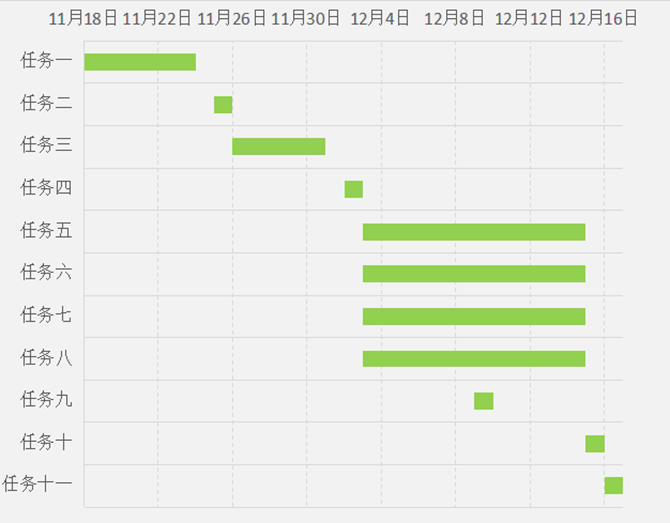 11月18日 11月22日 11月26日 11月30日 12月4日 12月8日 12月12日 12月16日
任务一
任务二
任务三
任务四
任务五
任务六
任务七
任务八
任务九
任务十
任务十一